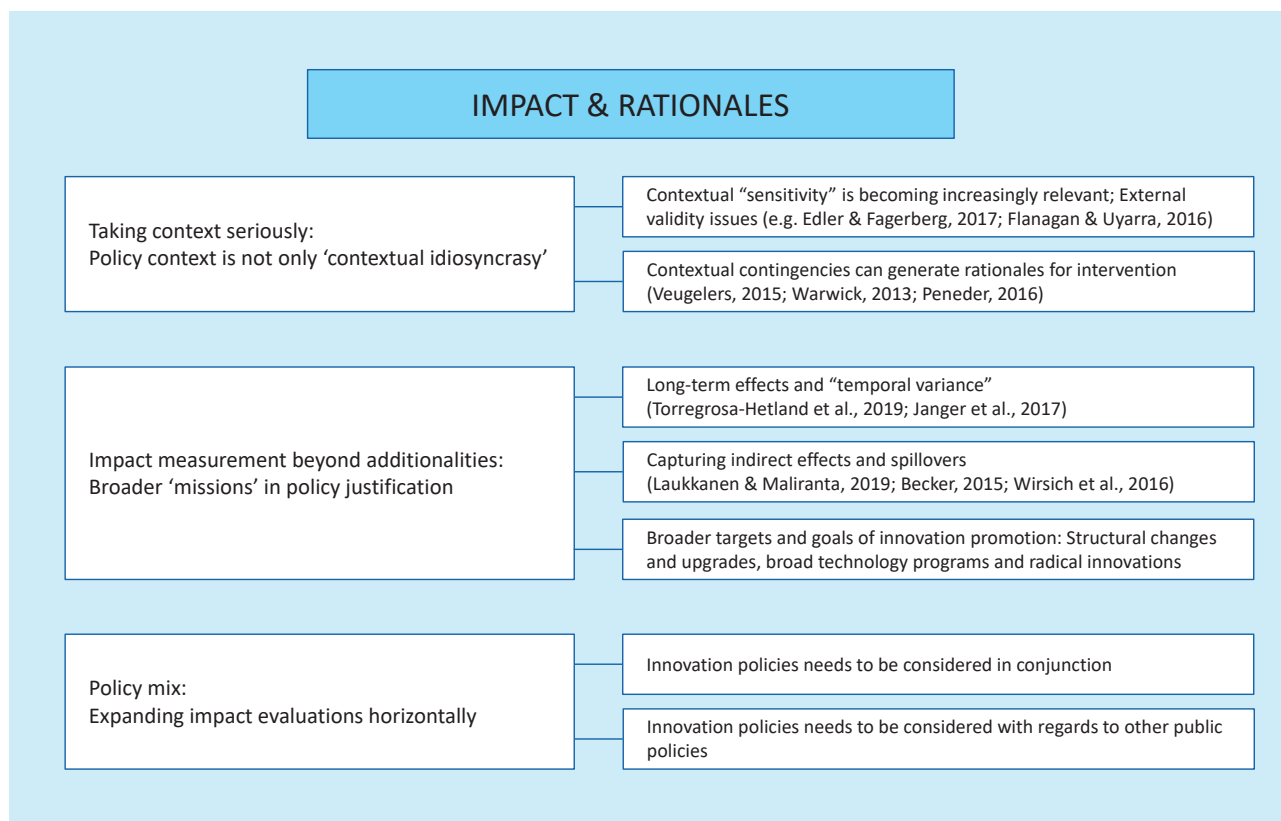 IMPACT & RATIONALES
Taking context seriously:
Policy context is not only ‘contextual idiosyncrasy’
Contextual “sensitivity” is becoming increasingly relevant; External
validity issues (e.g. Edler & Fagerberg, 2017; Flanagan & Uyarra, 2016)
Contextual contingencies can generate rationales for intervention
(Veugelers, 2015; Warwick, 2013; Peneder, 2016)
Impact measurement beyond additionalities:
Broader ‘missions’ in policy justification
Long-term effects and “temporal variance”
(Torregrosa-Hetland et al., 2019; Janger et al., 2017)
Capturing indirect effects and spillovers
(Laukkanen & Maliranta, 2019; Becker, 2015; Wirsich et al., 2016)
Broader targets and goals of innovation promotion: Structural changes
and upgrades, broad technology programs and radical innovations
Policy mix:
Expanding impact evaluations horizontally
Innovation policies needs to be considered in conjunction
Innovation policies needs to be considered with regards to other public
policies